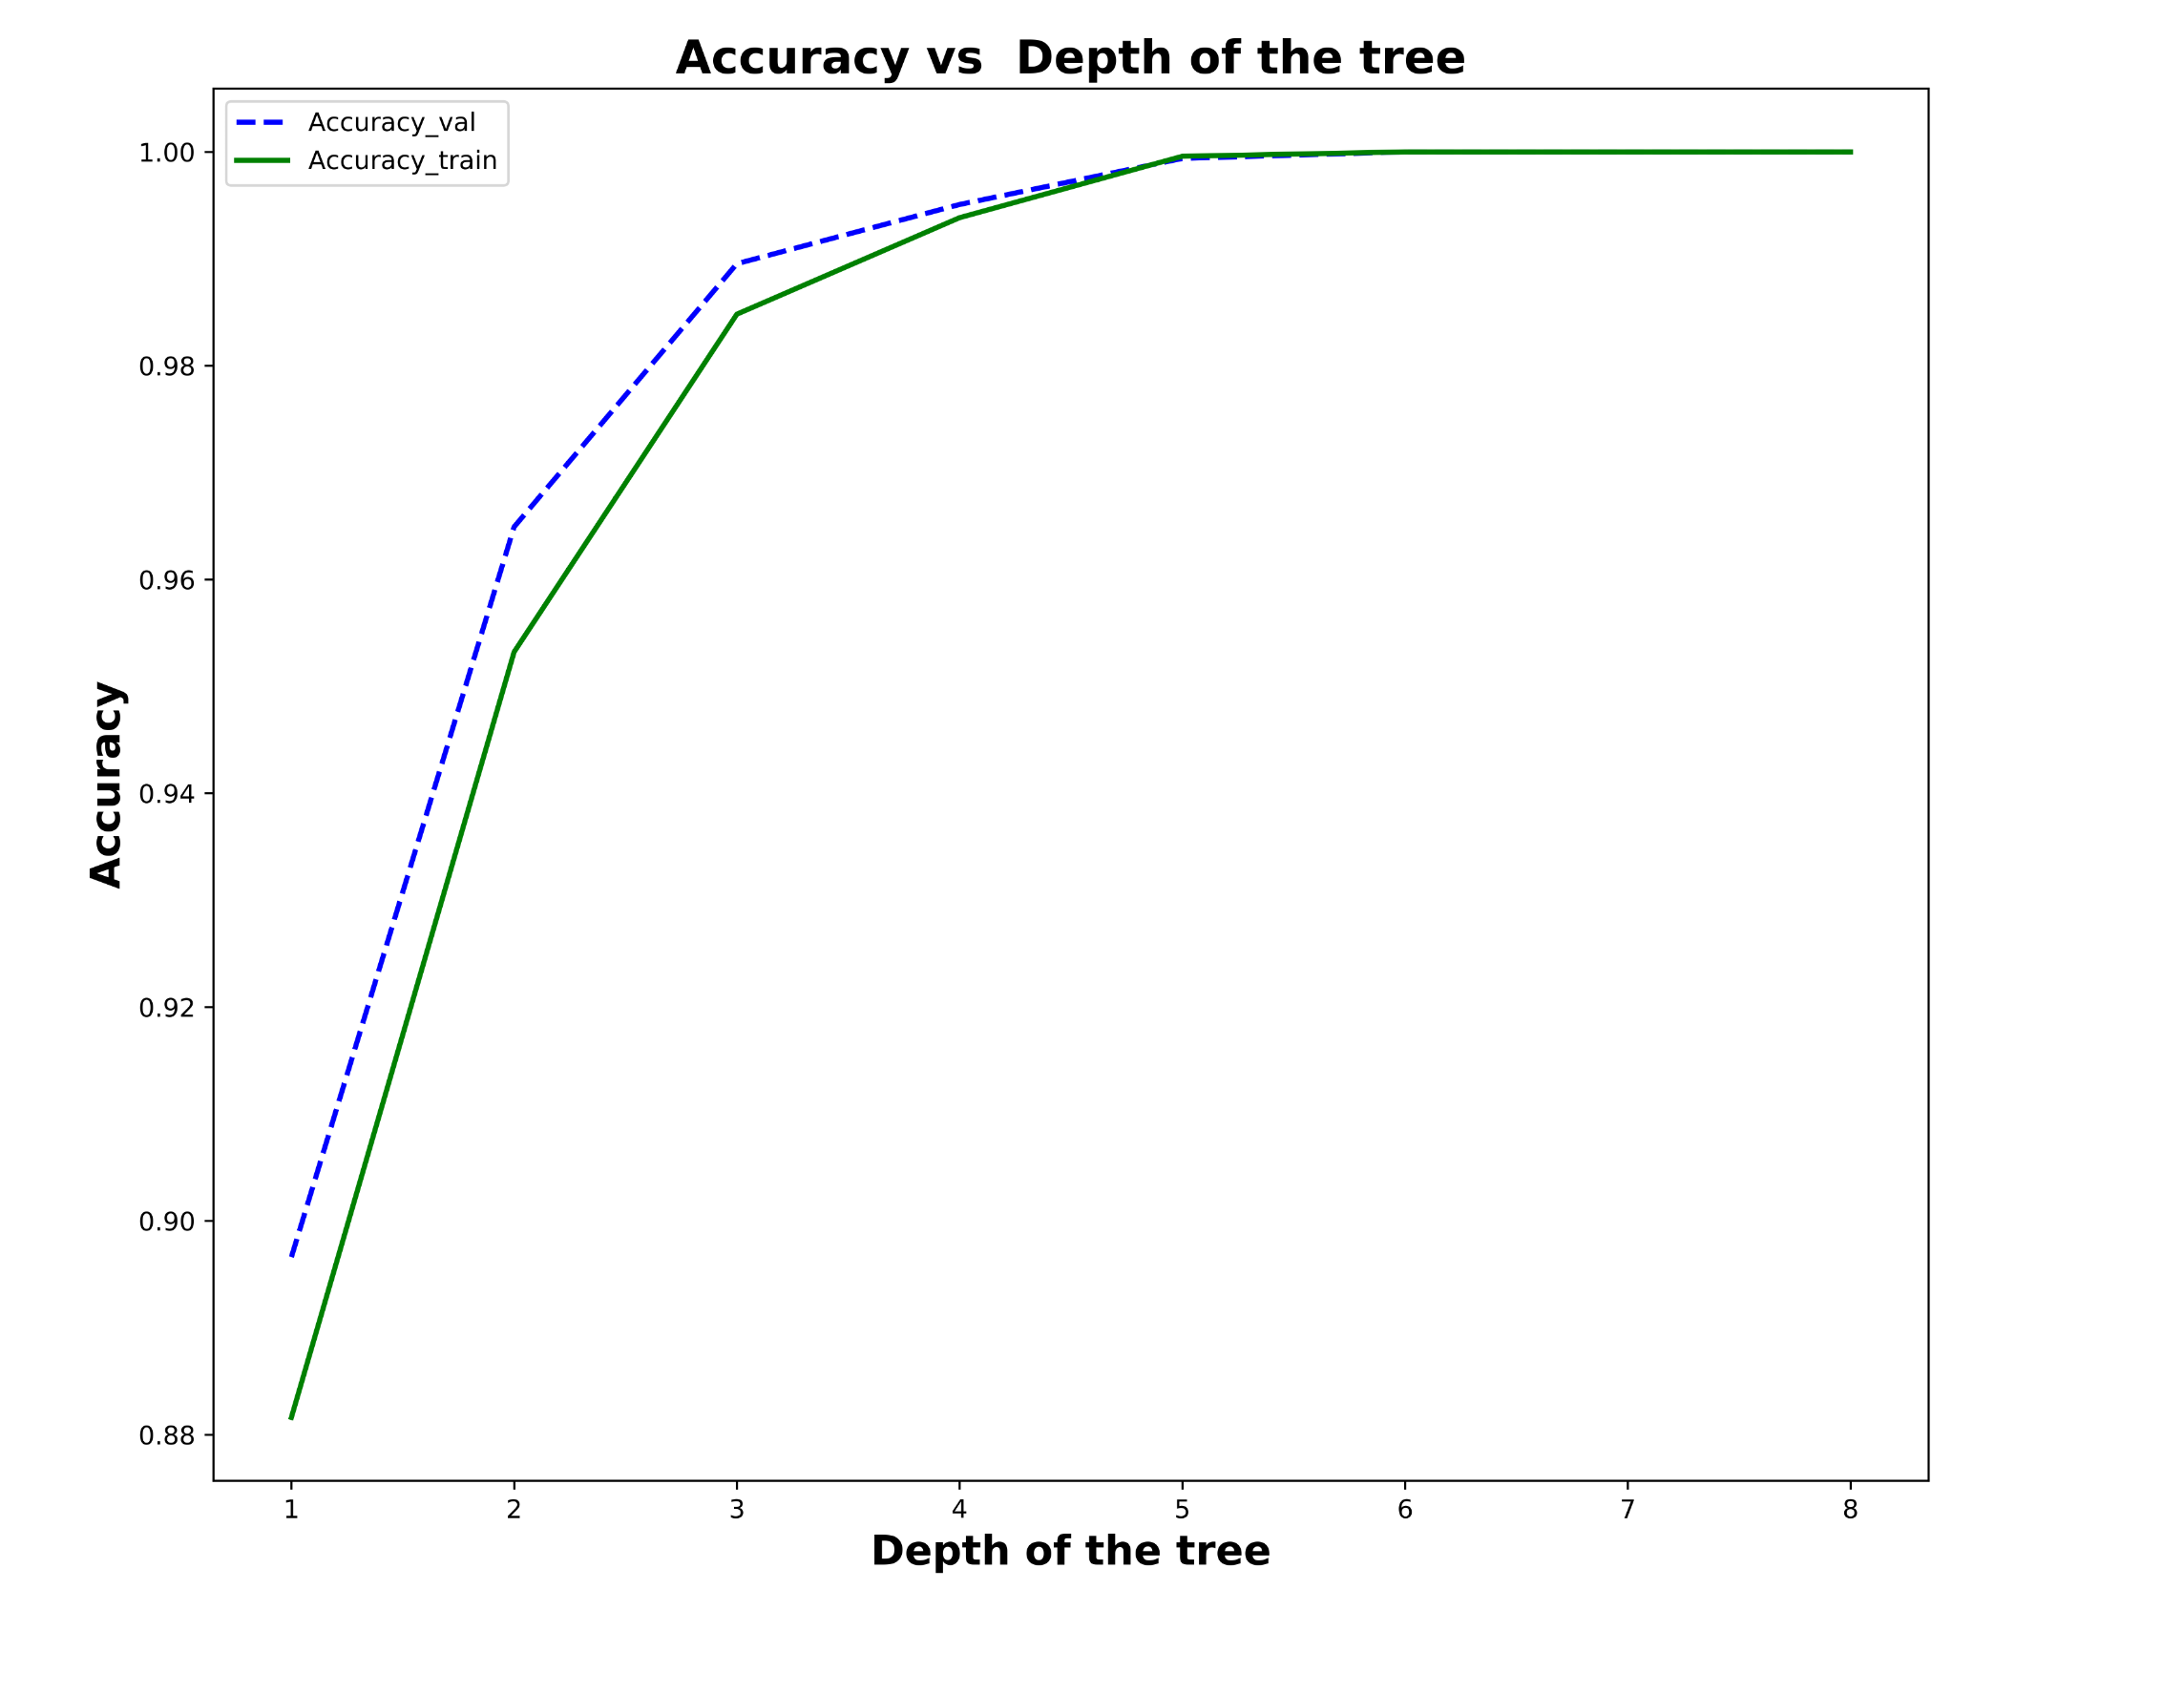 Accuracy vs  Depth of the tree
Accuracy_val
Accuracy_train
1.00
0.98
0.96
0.94
0.92
0.90
0.88
Accuracy
1 2 3 4 5 6 7 8
Depth of the tree